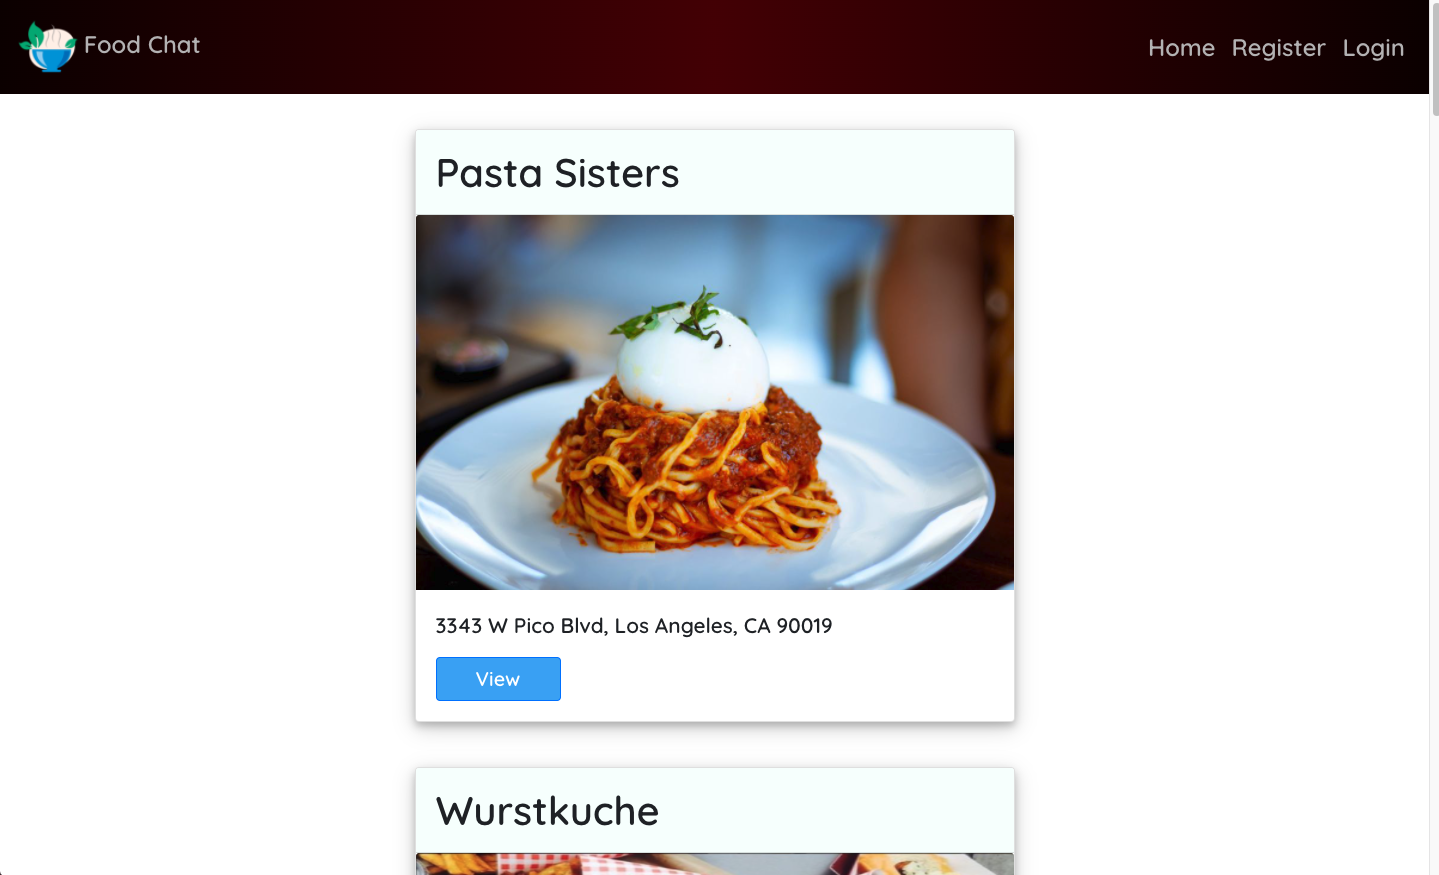 Food Chat
Home Register Login
Pasta Sisters
3343 W Pico Blvd, Los Angeles, CA 90019
View
Wurstkuche